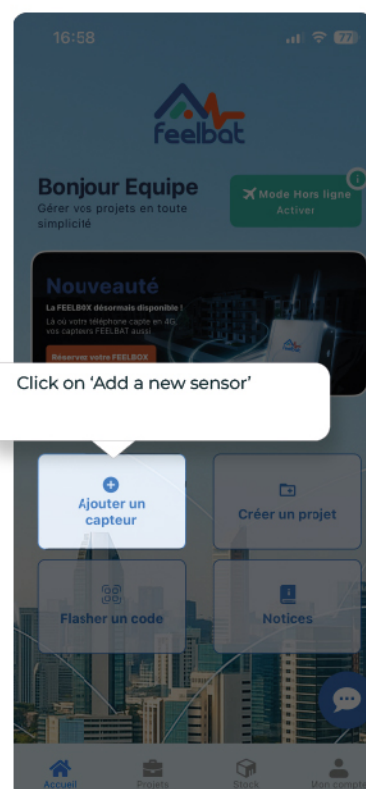 16:58
77
feelbat
Bonjour Equipe
Gérer vos projets en toute
simplicité
Mode Hors ligne
Activer
i
Nouveauté
La FEELBOX désormais disponible !
Là où votre téléphone capte en 4G,
vos capteurs FEELBAT aussi
Réservez votre FEELBOX
Click on ‘Add a new sensor’
Ajouter un
capteur
Créer un projet
Flasher un code
Notices
Accueil
Projets
Stock
Mon compte